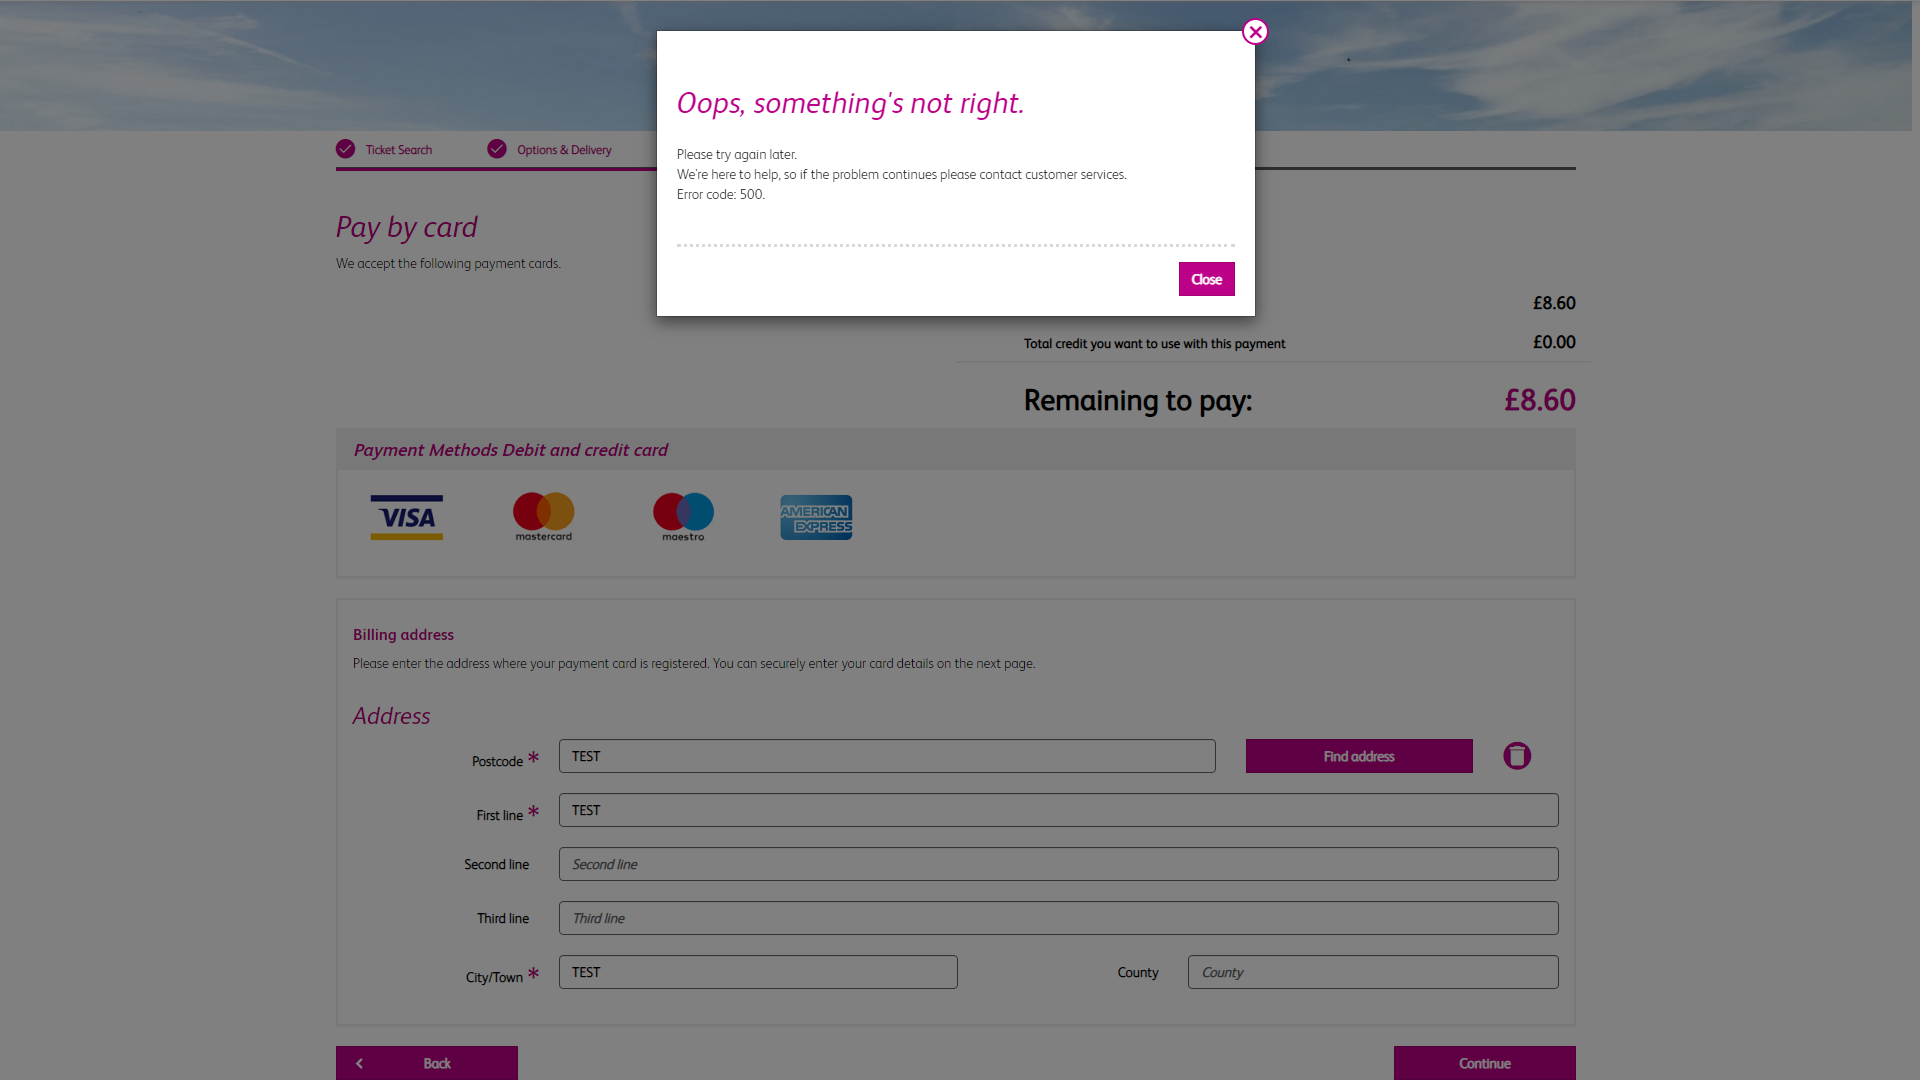 Oops, something's not right.
Please try again later.
We're here to help, so if the problem continues please contact customer services.
Error code: 500.
Close
Ticket Search
Options & Delivery
Pay by card
We accept the following payment cards.
£8.60
Total credit you want to use with this payment
£0.00
Remaining to pay:
£8.60
Payment Methods Debit and credit card
VISA
mastercard
maestro
AMERICAN
EXPRESS
Billing address
Please enter the address where your payment card is registered. You can securely enter your card details on the next page.
Address
Postcode *
TEST
Find address
First line *
TEST
Second line
Second line
Third line
Third line
City/Town *
TEST
County
County
Back
Continue